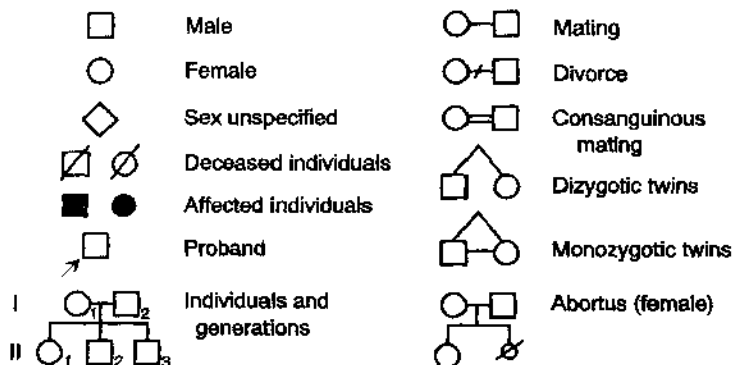 Male
Female
Sex unspecified
Deceased individuals
Affected individuals
Proband
I
1
2
Individuals and
generations
II
1
2
3
Mating
Divorce
Consanguinous
mating
Dizygotic twins
Monozygotic twins
Abortus (female)